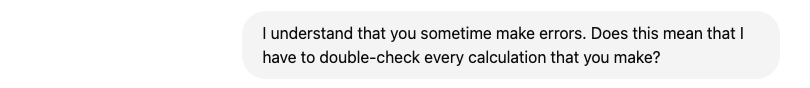 I understand that you sometime make errors. Does this mean that I
have to double-check every calculation that you make?